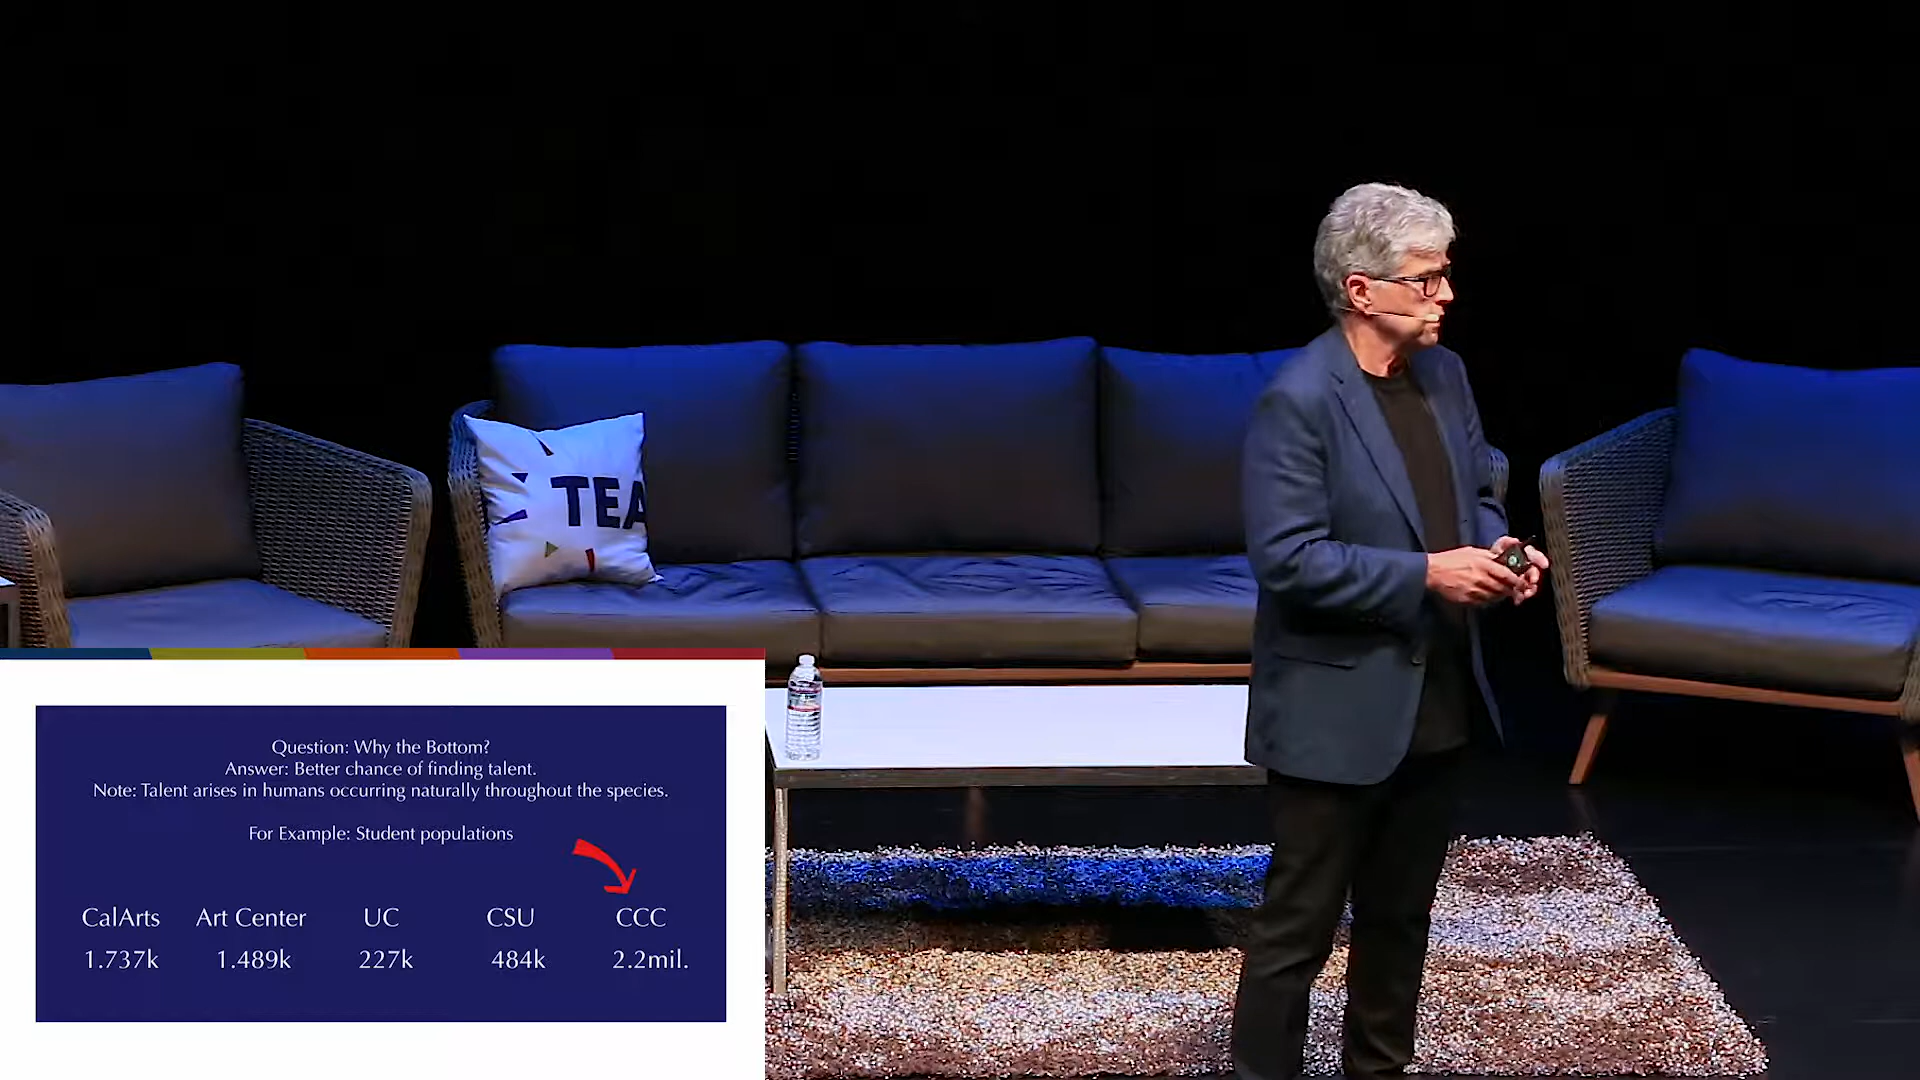 TEA
Question: Why the Bottom?
Answer: Better chance of finding talent.
Note: Talent arises in humans occurring naturally throughout the species.
For Example: Student populations
CalArts Art Center UC CSU CCC
1.737k 1.489k 227k 484k 2.2mil.